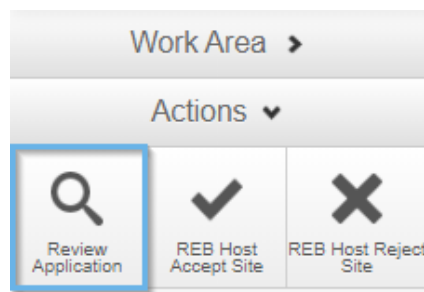 Work Area
Actions
Review
Application
REB Host
Accept Site
REB Host Reject
Site